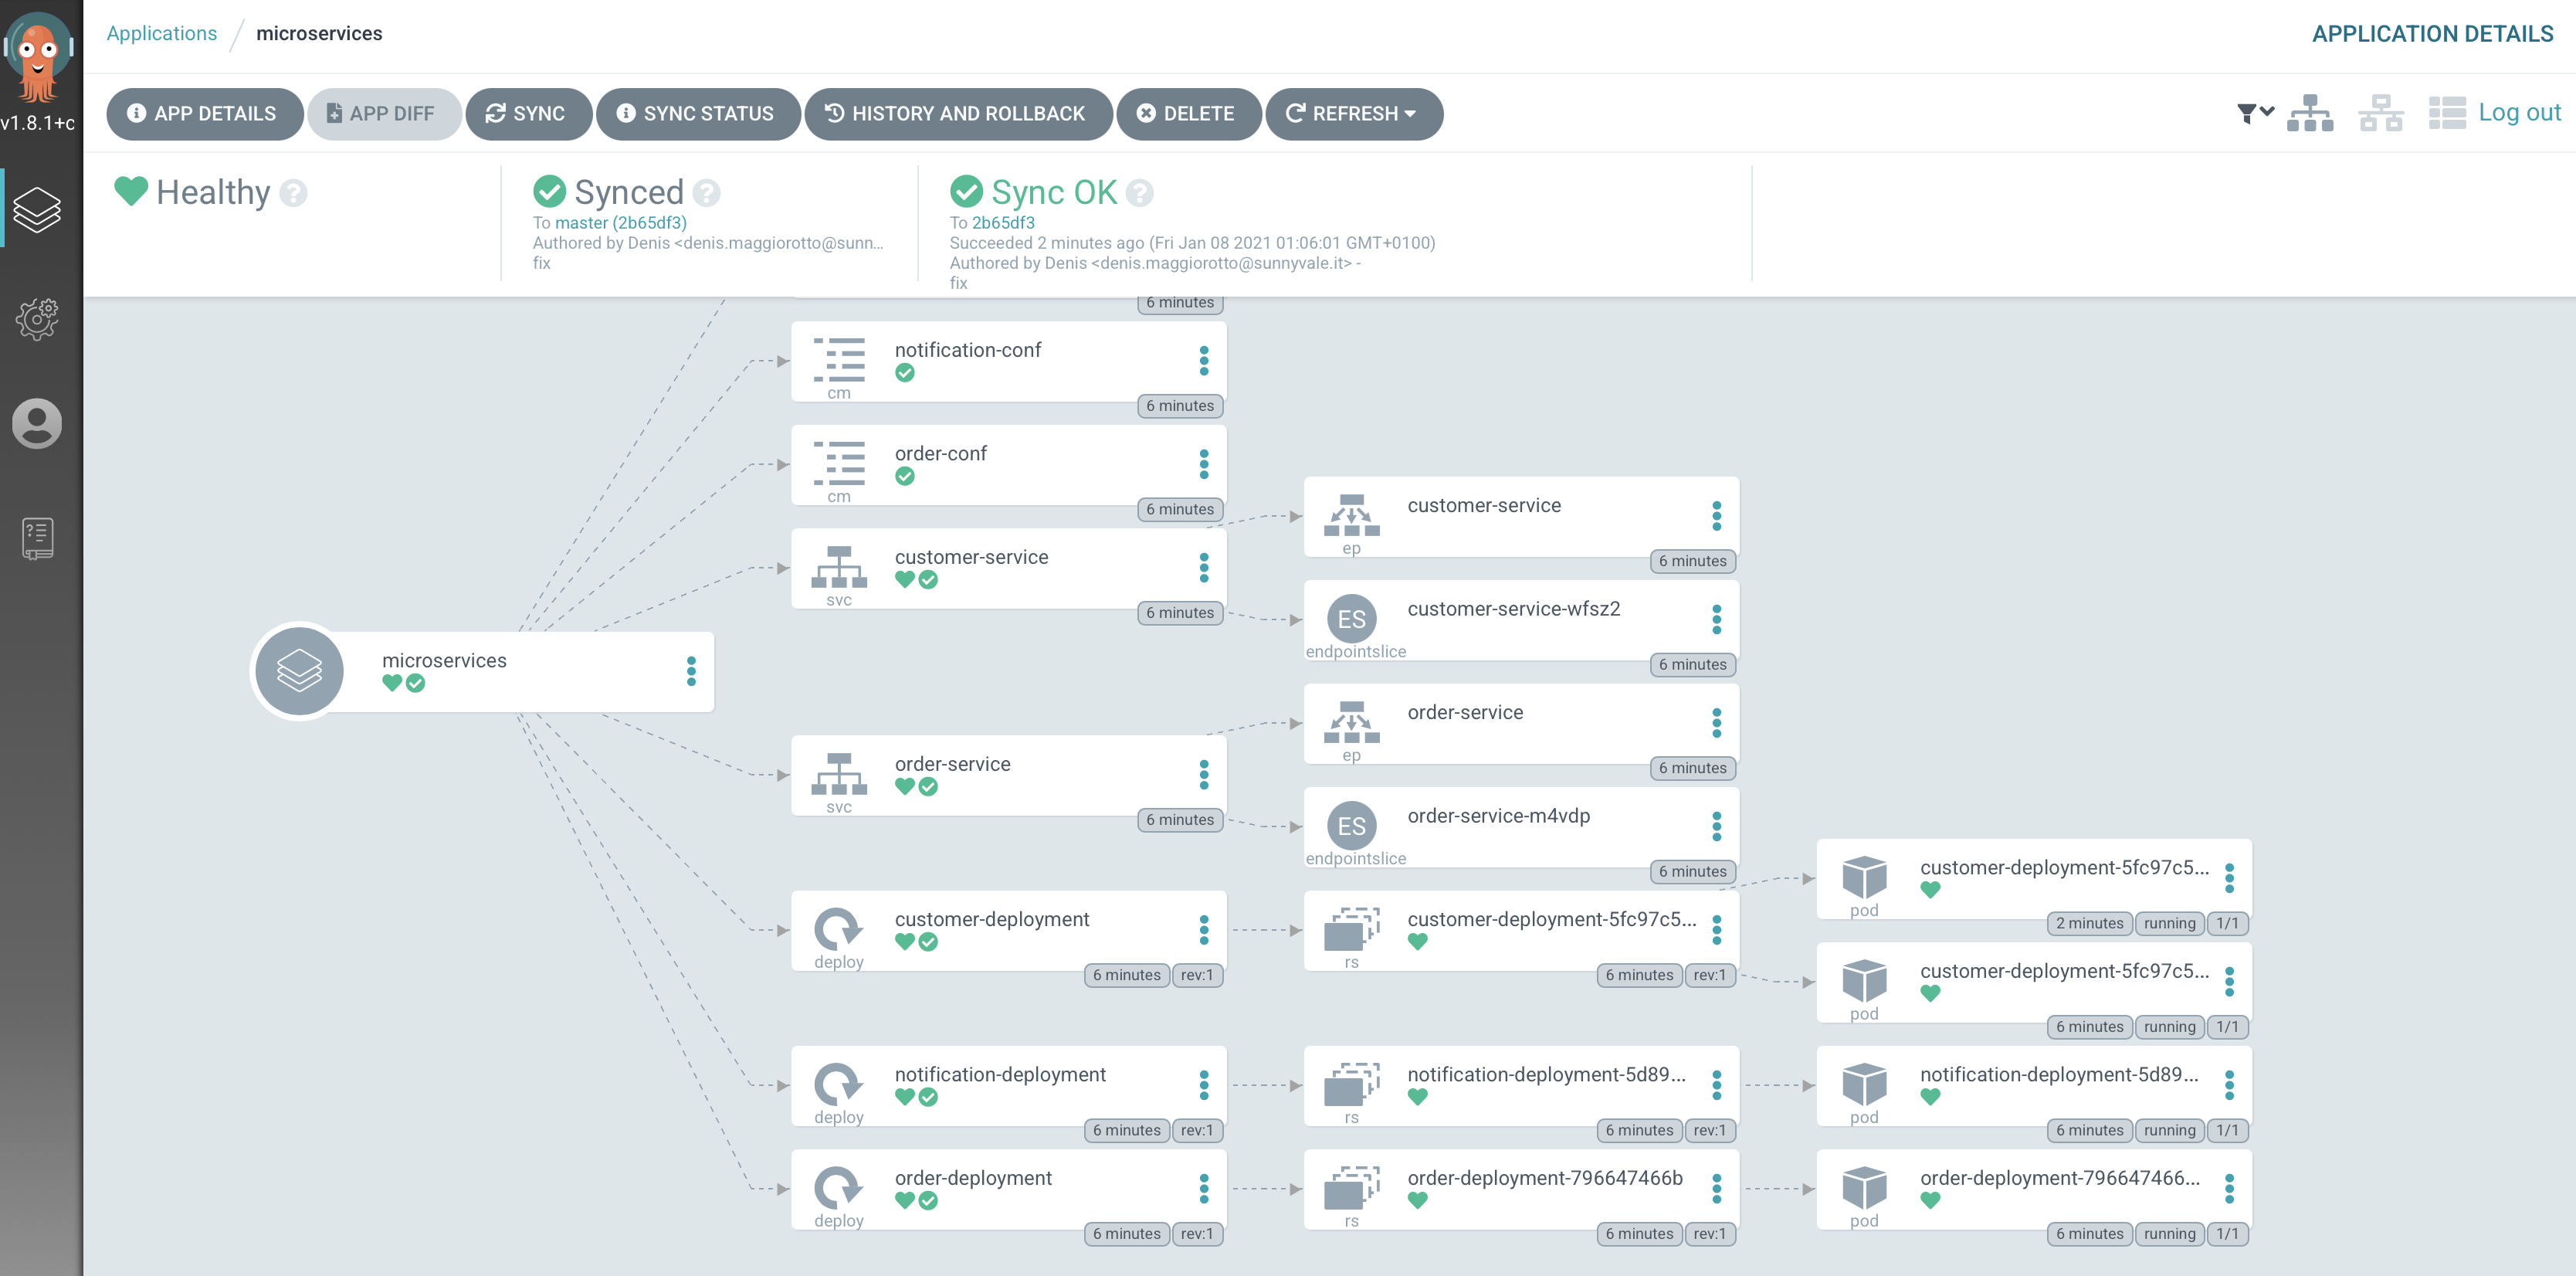 v1.8.1+c
Applications / microservices
APPLICATION DETAILS
APP DETAILS
APP DIFF
SYNC
SYNC STATUS
HISTORY AND ROLLBACK
DELETE
REFRESH
Log out
Healthy
Synced
To master (2b65df3)
Authored by Denis <denis.maggiorotto@sunn...
fix
Sync OK
To 2b65df3
Succeeded 2 minutes ago (Fri Jan 08 2021 01:06:01 GMT+0100)
Authored by Denis <denis.maggiorotto@sunnyvale.it> -
fix
microservices
6 minutes
notification-conf
cm
6 minutes
order-conf
cm
6 minutes
customer-service
svc
6 minutes
order-service
svc
6 minutes
customer-deployment
deploy
6 minutes rev:1
notification-deployment
deploy
6 minutes rev:1
order-deployment
deploy
6 minutes rev:1
customer-service
ep
6 minutes
ES
customer-service-wfsz2
endpointslice
6 minutes
order-service
ep
6 minutes
ES
order-service-m4vdp
endpointslice
6 minutes
customer-deployment-5fc97c5...
rs
6 minutes rev:1
notification-deployment-5d89...
rs
6 minutes rev:1
order-deployment-796647466b
rs
6 minutes rev:1
customer-deployment-5fc97c5...
pod
2 minutes running 1/1
customer-deployment-5fc97c5...
pod
6 minutes running 1/1
notification-deployment-5d89...
pod
6 minutes running 1/1
order-deployment-796647466...
pod
6 minutes running 1/1